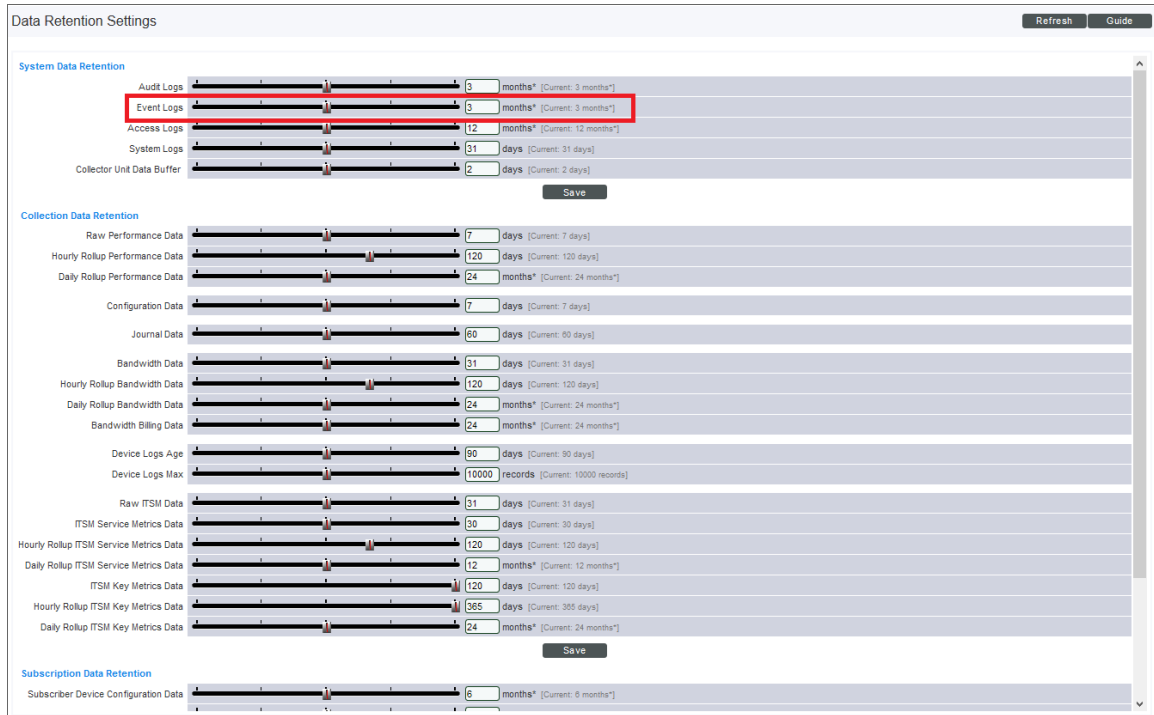 Data Retention Settings
Refresh
Guide
System Data Retention
Audit Logs 3 months* [Current: 3 months*]
Event Logs 3 months* [Current: 3 months*]
Access Logs 12 months* [Current: 12 months*]
System Logs 31 days [Current: 31 days]
Collector Unit Data Buffer 2 days [Current: 2 days]
Save
Collection Data Retention
Raw Performance Data 7 days [Current: 7 days]
Hourly Rollup Performance Data 120 days [Current: 120 days]
Daily Rollup Performance Data 24 months* [Current: 24 months*]
Configuration Data 7 days [Current: 7 days]
Journal Data 60 days [Current: 60 days]
Bandwidth Data 31 days [Current: 31 days]
Hourly Rollup Bandwidth Data 120 days [Current: 120 days]
Daily Rollup Bandwidth Data 24 months* [Current: 24 months*]
Bandwidth Billing Data 24 months* [Current: 24 months*]
Device Logs Age 90 days [Current: 90 days]
Device Logs Max 10000 records [Current: 10000 records]
Raw ITSM Data 31 days [Current: 31 days]
ITSM Service Metrics Data 30 days [Current: 30 days]
Hourly Rollup ITSM Service Metrics Data 120 days [Current: 120 days]
Daily Rollup ITSM Service Metrics Data 12 months* [Current: 12 months*]
ITSM Key Metrics Data 120 days [Current: 120 days]
Hourly Rollup ITSM Key Metrics Data 365 days [Current: 365 days]
Daily Rollup ITSM Key Metrics Data 24 months* [Current: 24 months*]
Save
Subscription Data Retention
Subscriber Device Configuration Data 6 months* [Current: 6 months*]